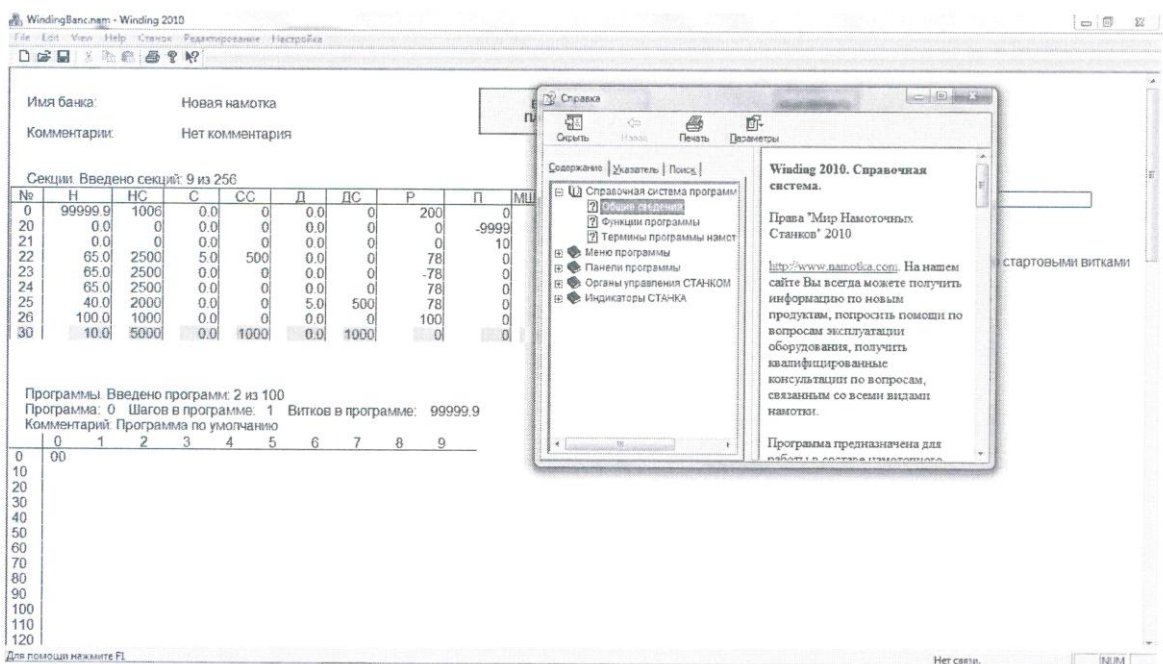 WindingBanc.nam - Winding 2010
File Edit View Help Станок Редактирование Настройка
Имя банка: Новая намотка
Комментарии: Нет комментария
Секции. Введено секций: 9 из 256
№ Н НС С СС Д ДС Р П МШ
0 99999.9 1006 0.0 0 0.0 0 200 0
20 0.0 0 0.0 0 0.0 0 0 -9999
21 0.0 0 0.0 0 0.0 0 0 10
22 65.0 2500 5.0 500 0.0 0 78 0
23 65.0 2500 0.0 0 0.0 0 -78 0
24 65.0 2500 0.0 0 0.0 0 78 0
25 40.0 2000 0.0 0 5.0 500 78 0
26 100.0 1000 0.0 0 0.0 0 100 0
30 10.0 5000 0.0 1000 0.0 1000 0 0
стартовыми витками
Программы. Введено программ: 2 из 100
Программа: 0 Шагов в программе: 1 Витков в программе: 99999.9
Комментарий: Программа по умолчанию
0 1 2 3 4 5 6 7 8 9
0 00
10
20
30
40
50
60
70
80
90
100
110
120
Для помощи нажмите F1
Нет связи. NUM
Справка
Скрыть Назад Печать Параметры
Содержание Указатель Поиск
Справочная система програм
Общие сведения
Функции программы
Термины программы намот
Меню программы
Панели программы
Органы управления СТАНКОМ
Индикаторы СТАНКА
Winding 2010. Справочная
система.
Права "Мир Намоточных
Станков" 2010
http://www.namotka.com. На нашем
сайте Вы всегда можете получить
информацию по новым
продуктам, попросить помощи по
вопросам эксплуатации
оборудования, получить
квалифицированные
консультации по вопросам,
связанным со всеми видами
намотки.
Программа предназначена для
работы в составе намоточного